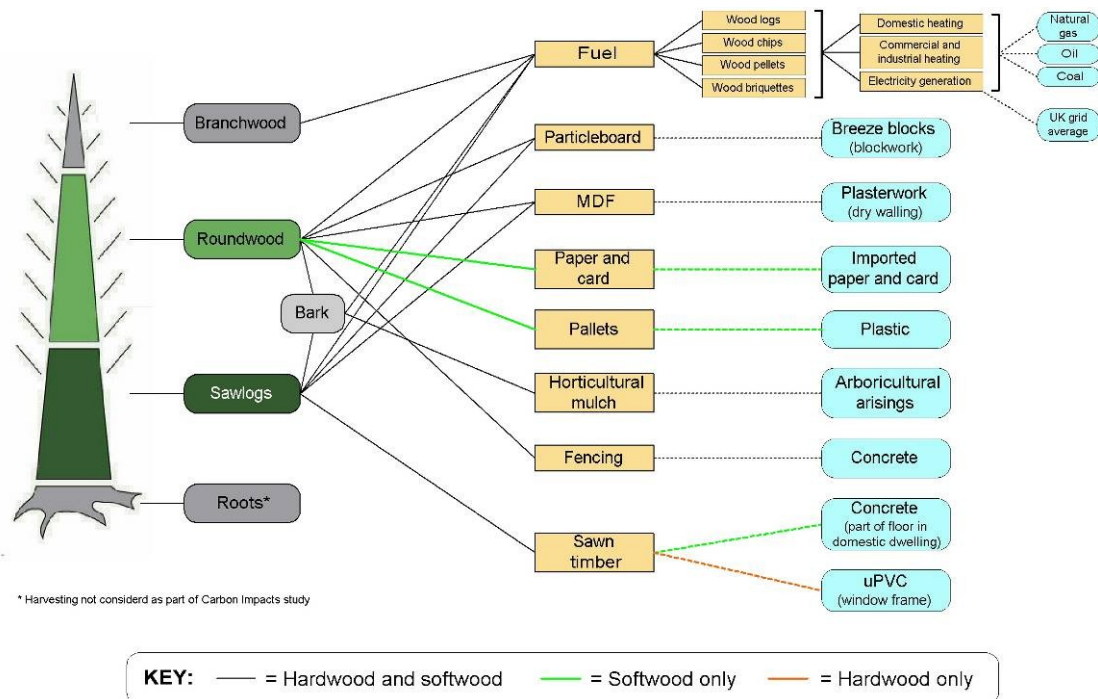 Branchwood
Roundwood
Bark
Sawlogs
Roots*
* Harvesting not considerd as part of Carbon Impacts study
Fuel
Wood logs
Wood chips
Wood pellets
Wood briquettes
Domestic heating
Commercial and
industrial heating
Electricity generation
Natural
gas
Oil
Coal
UK grid
average
Particleboard
Breeze blocks
(blockwork)
MDF
Plasterwork
(dry walling)
Paper and
card
Imported
paper and card
Pallets
Plastic
Horticultural
mulch
Arboricultural
arisings
Fencing
Concrete
Sawn
timber
Concrete
(part of floor in
domestic dwelling)
uPVC
(window frame)
KEY: = Hardwood and softwood = Softwood only = Hardwood only